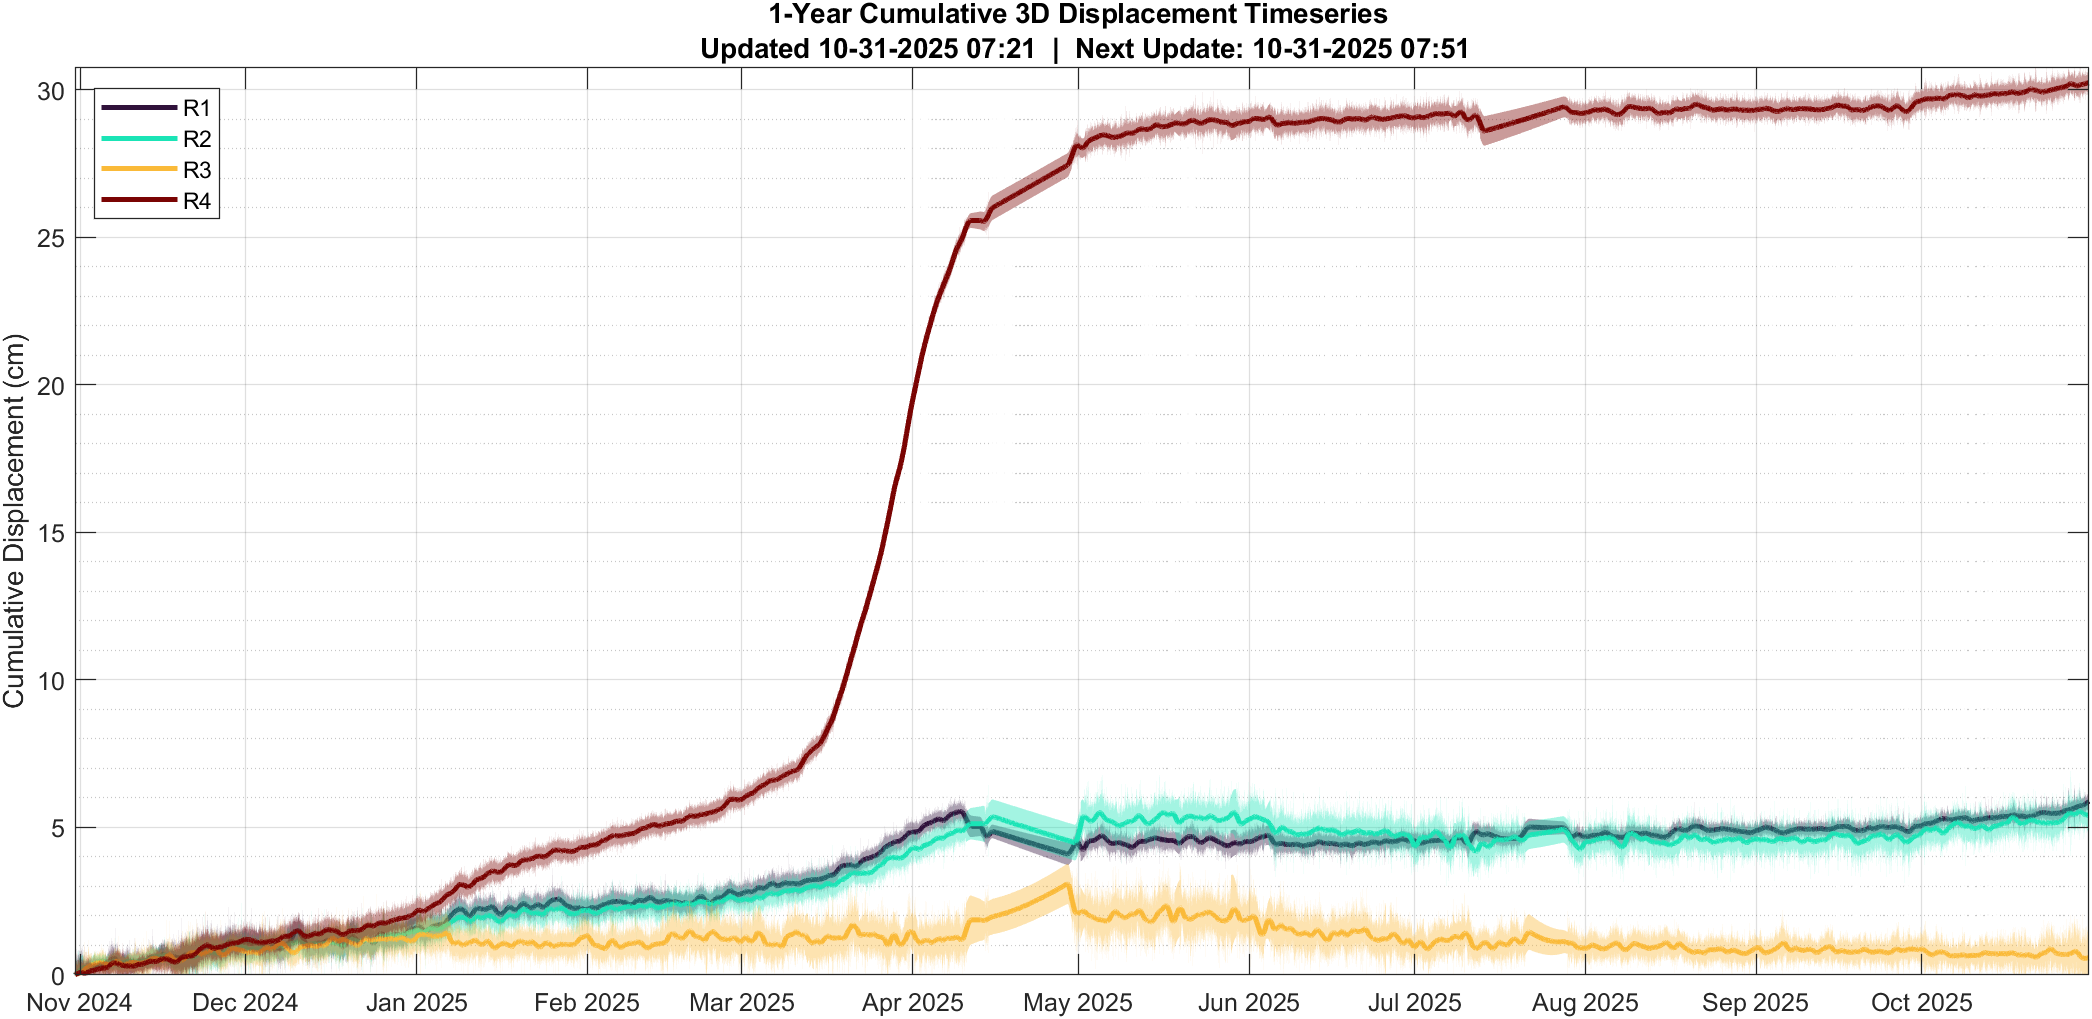 1-Year Cumulative 3D Displacement Timeseries
Updated 10-31-2025 07:21 | Next Update: 10-31-2025 07:51
R1
R2
R3
R4
Cumulative Displacement (cm)
30
25
20
15
10
5
0
Nov 2024 Dec 2024 Jan 2025 Feb 2025 Mar 2025 Apr 2025 May 2025 Jun 2025 Jul 2025 Aug 2025 Sep 2025 Oct 2025